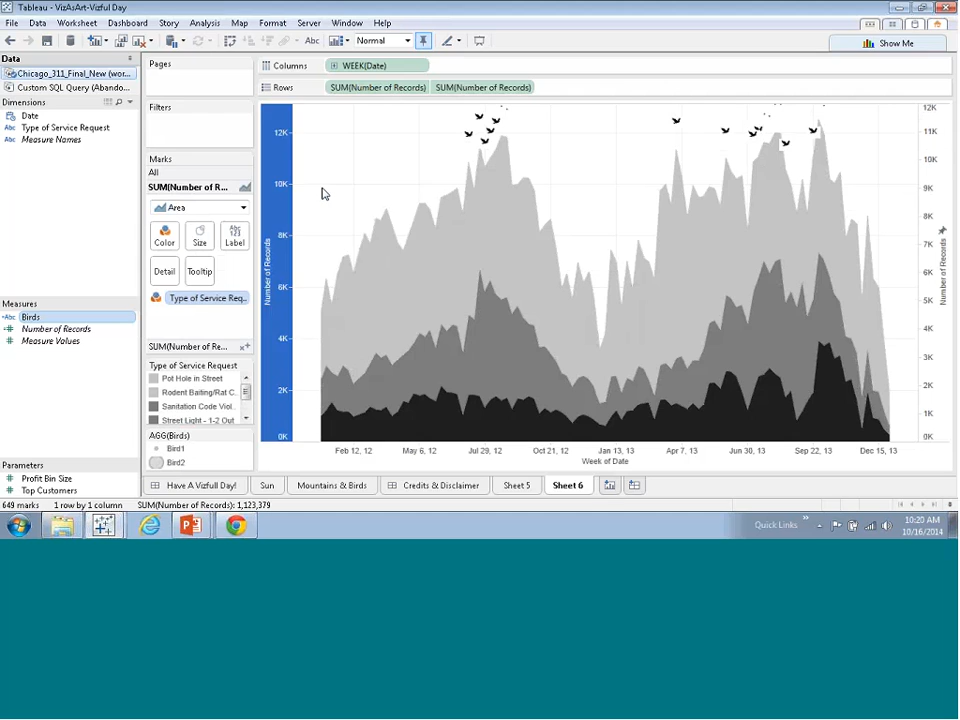 Tableau - VizAsArt-Vizful Day
File Data Worksheet Dashboard Story Analysis Map Format Server Window Help
Abc Normal Show Me
Data
Chicago_311_Final_New (wor...
Custom SQL Query (Abando...
Dimensions
Date
Abc Type of Service Request
Abc Measure Names
Measures
Abc Birds
# Number of Records
# Measure Values
Parameters
# Profit Bin Size
# Top Customers
Pages
Filters
Marks
All
SUM(Number of R...
Area
Color Size Label
Abc
123
Detail Tooltip
Type of Service Req..
SUM(Number of Re...
Type of Service Request
Pot Hole in Street
Rodent Baiting/Rat C..
Sanitation Code Viol..
Street Light - 1-2 Out
AGG(Birds)
Bird1
Bird2
Columns WEEK(Date)
Rows SUM(Number of Records) SUM(Number of Records)
12K
10K
8K
6K
4K
2K
0K
Number of Records
12K
11K
10K
9K
8K
7K
6K
5K
4K
3K
2K
1K
0K
Number of Records
Feb 12, 12 May 6, 12 Jul 29, 12 Oct 21, 12 Jan 13, 13 Apr 7, 13 Jun 30, 13 Sep 22, 13 Dec 15, 13
Week of Date
Have A Vizfull Day! Sun Mountains & Birds Credits & Disclaimer Sheet 5 Sheet 6
649 marks 1 row by 1 column SUM(Number of Records): 1,123,379
Quick Links
10:20 AM
10/16/2014